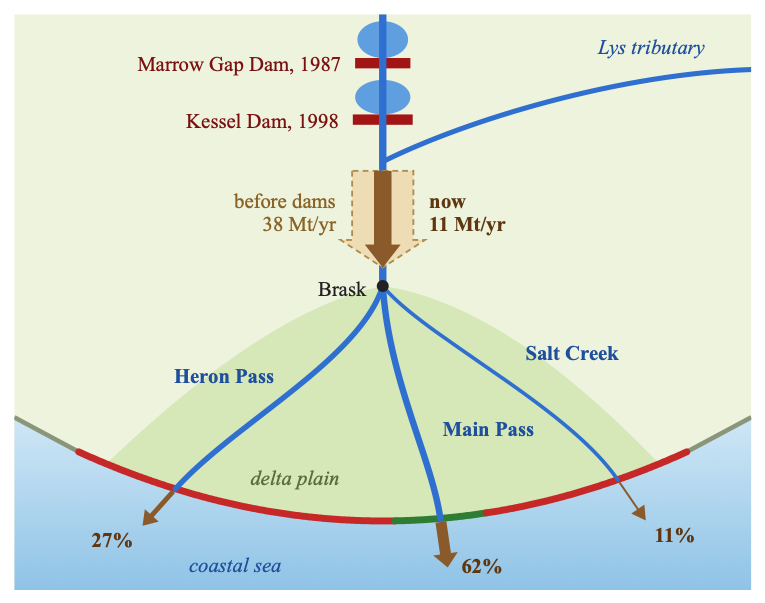 Lys tributary
Marrow Gap Dam, 1987
Kessel Dam, 1998
before dams
38 Mt/yr
now
11 Mt/yr
Brask
Heron Pass
Salt Creek
Main Pass
delta plain
27%
coastal sea
62%
11%